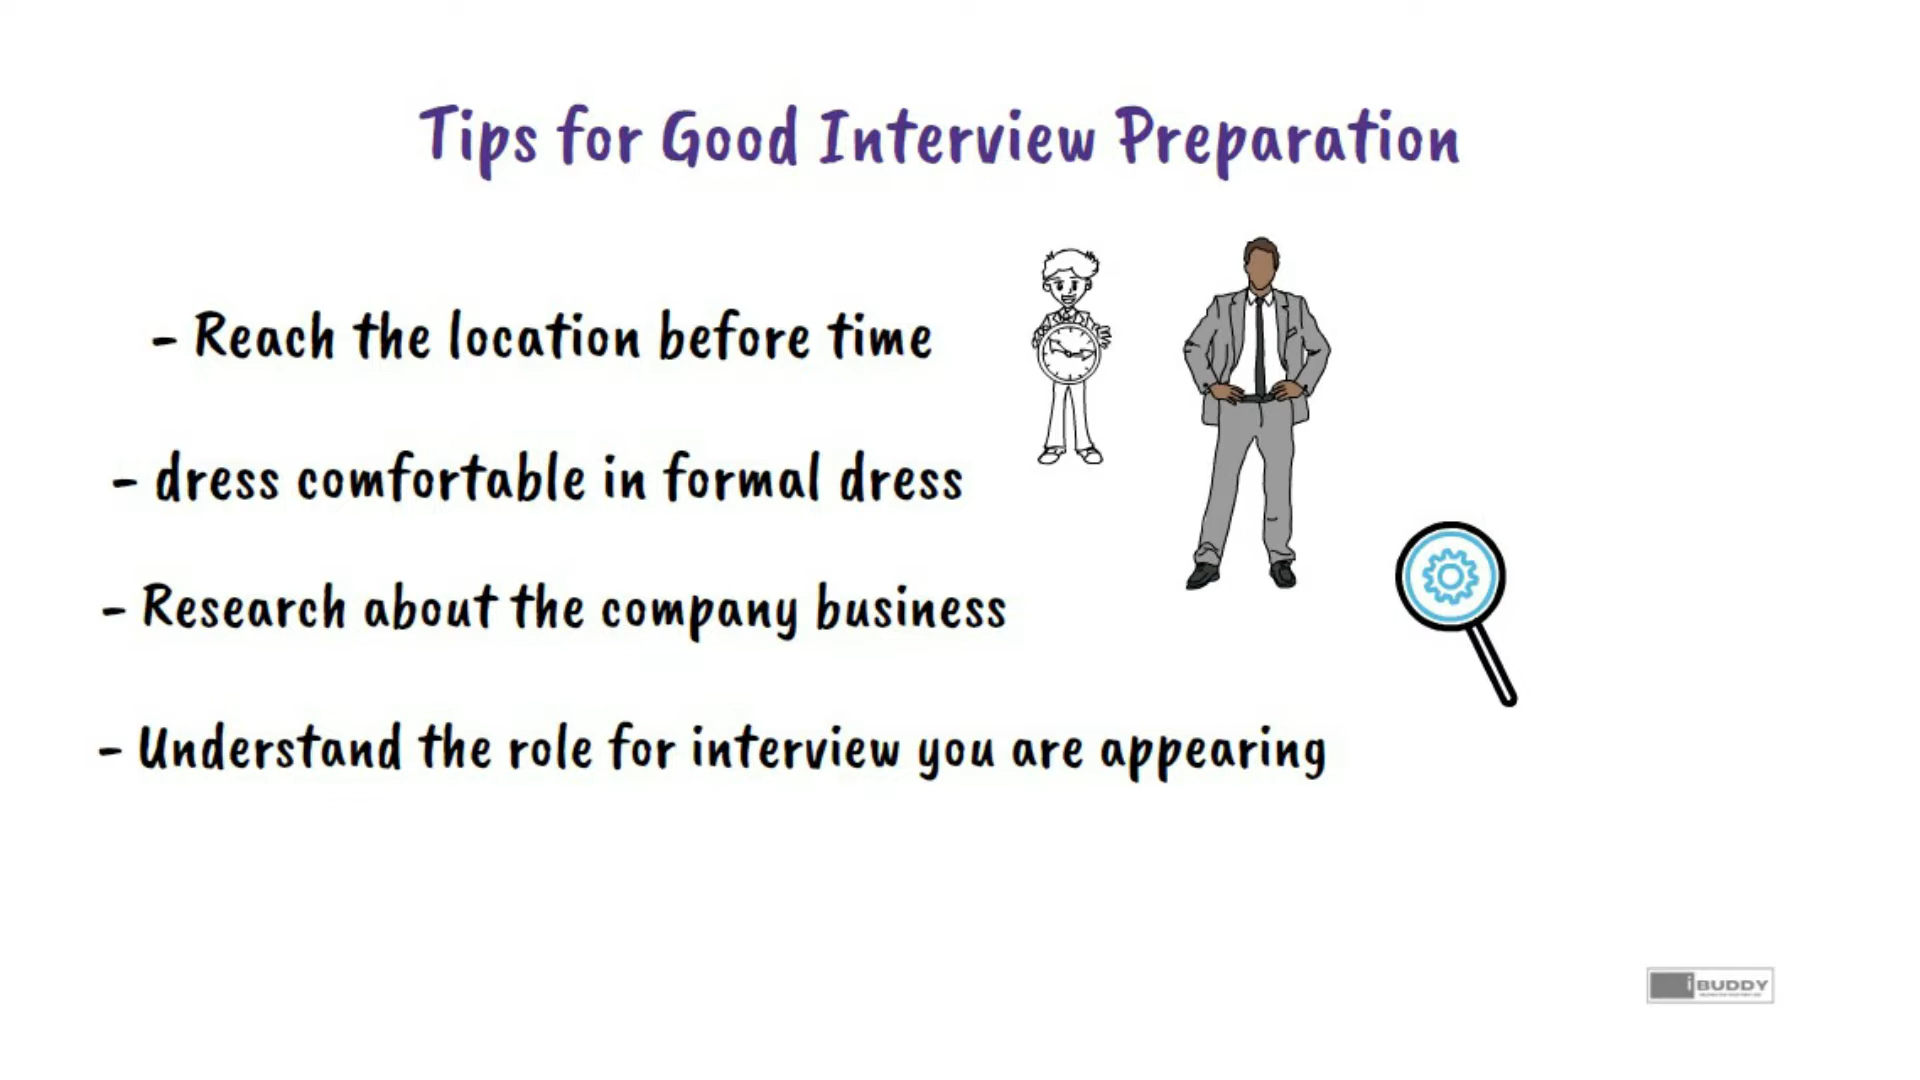 Tips for Good Interview Preparation
- Reach the location before time
- dress comfortable in formal dress
- Research about the company business
- Understand the role for interview you are appearing
iBUDDY